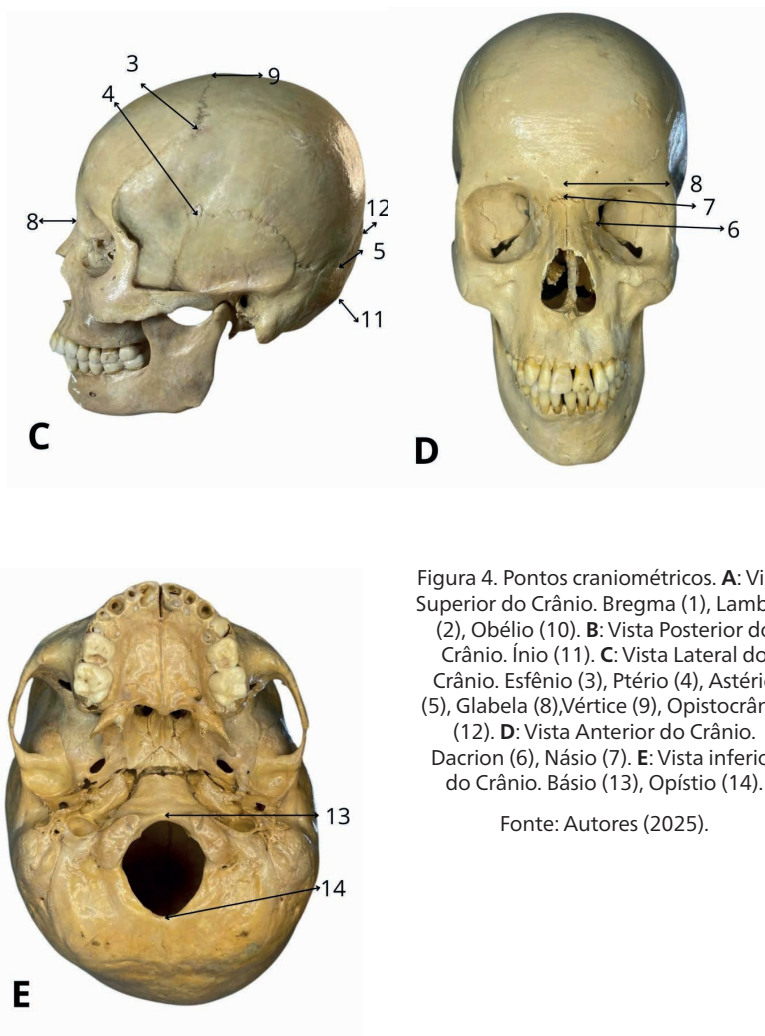 3
9
4
8
12
5
11
C
8
7
6
D
13
14
E
Figura 4. Pontos craniométricos. A: Vi
Superior do Crânio. Bregma (1), Lamb
(2), Obélio (10). B: Vista Posterior do
Crânio. Ínio (11). C: Vista Lateral do
Crânio. Esfênio (3), Ptério (4), Astéri
(5), Glabela (8),Vértice (9), Opistocrân
(12). D: Vista Anterior do Crânio.
Dacrion (6), Násio (7). E: Vista inferio
do Crânio. Básio (13), Opístio (14).
Fonte: Autores (2025).